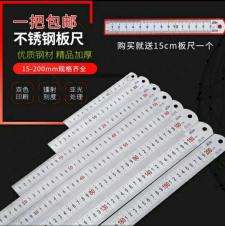 一把包邮
不锈钢板尺
优质钢材 精品加厚
15-200mm规格齐全
购买就送15cm板尺一个
双色
印刷
镭射
刻度
亚光
处理